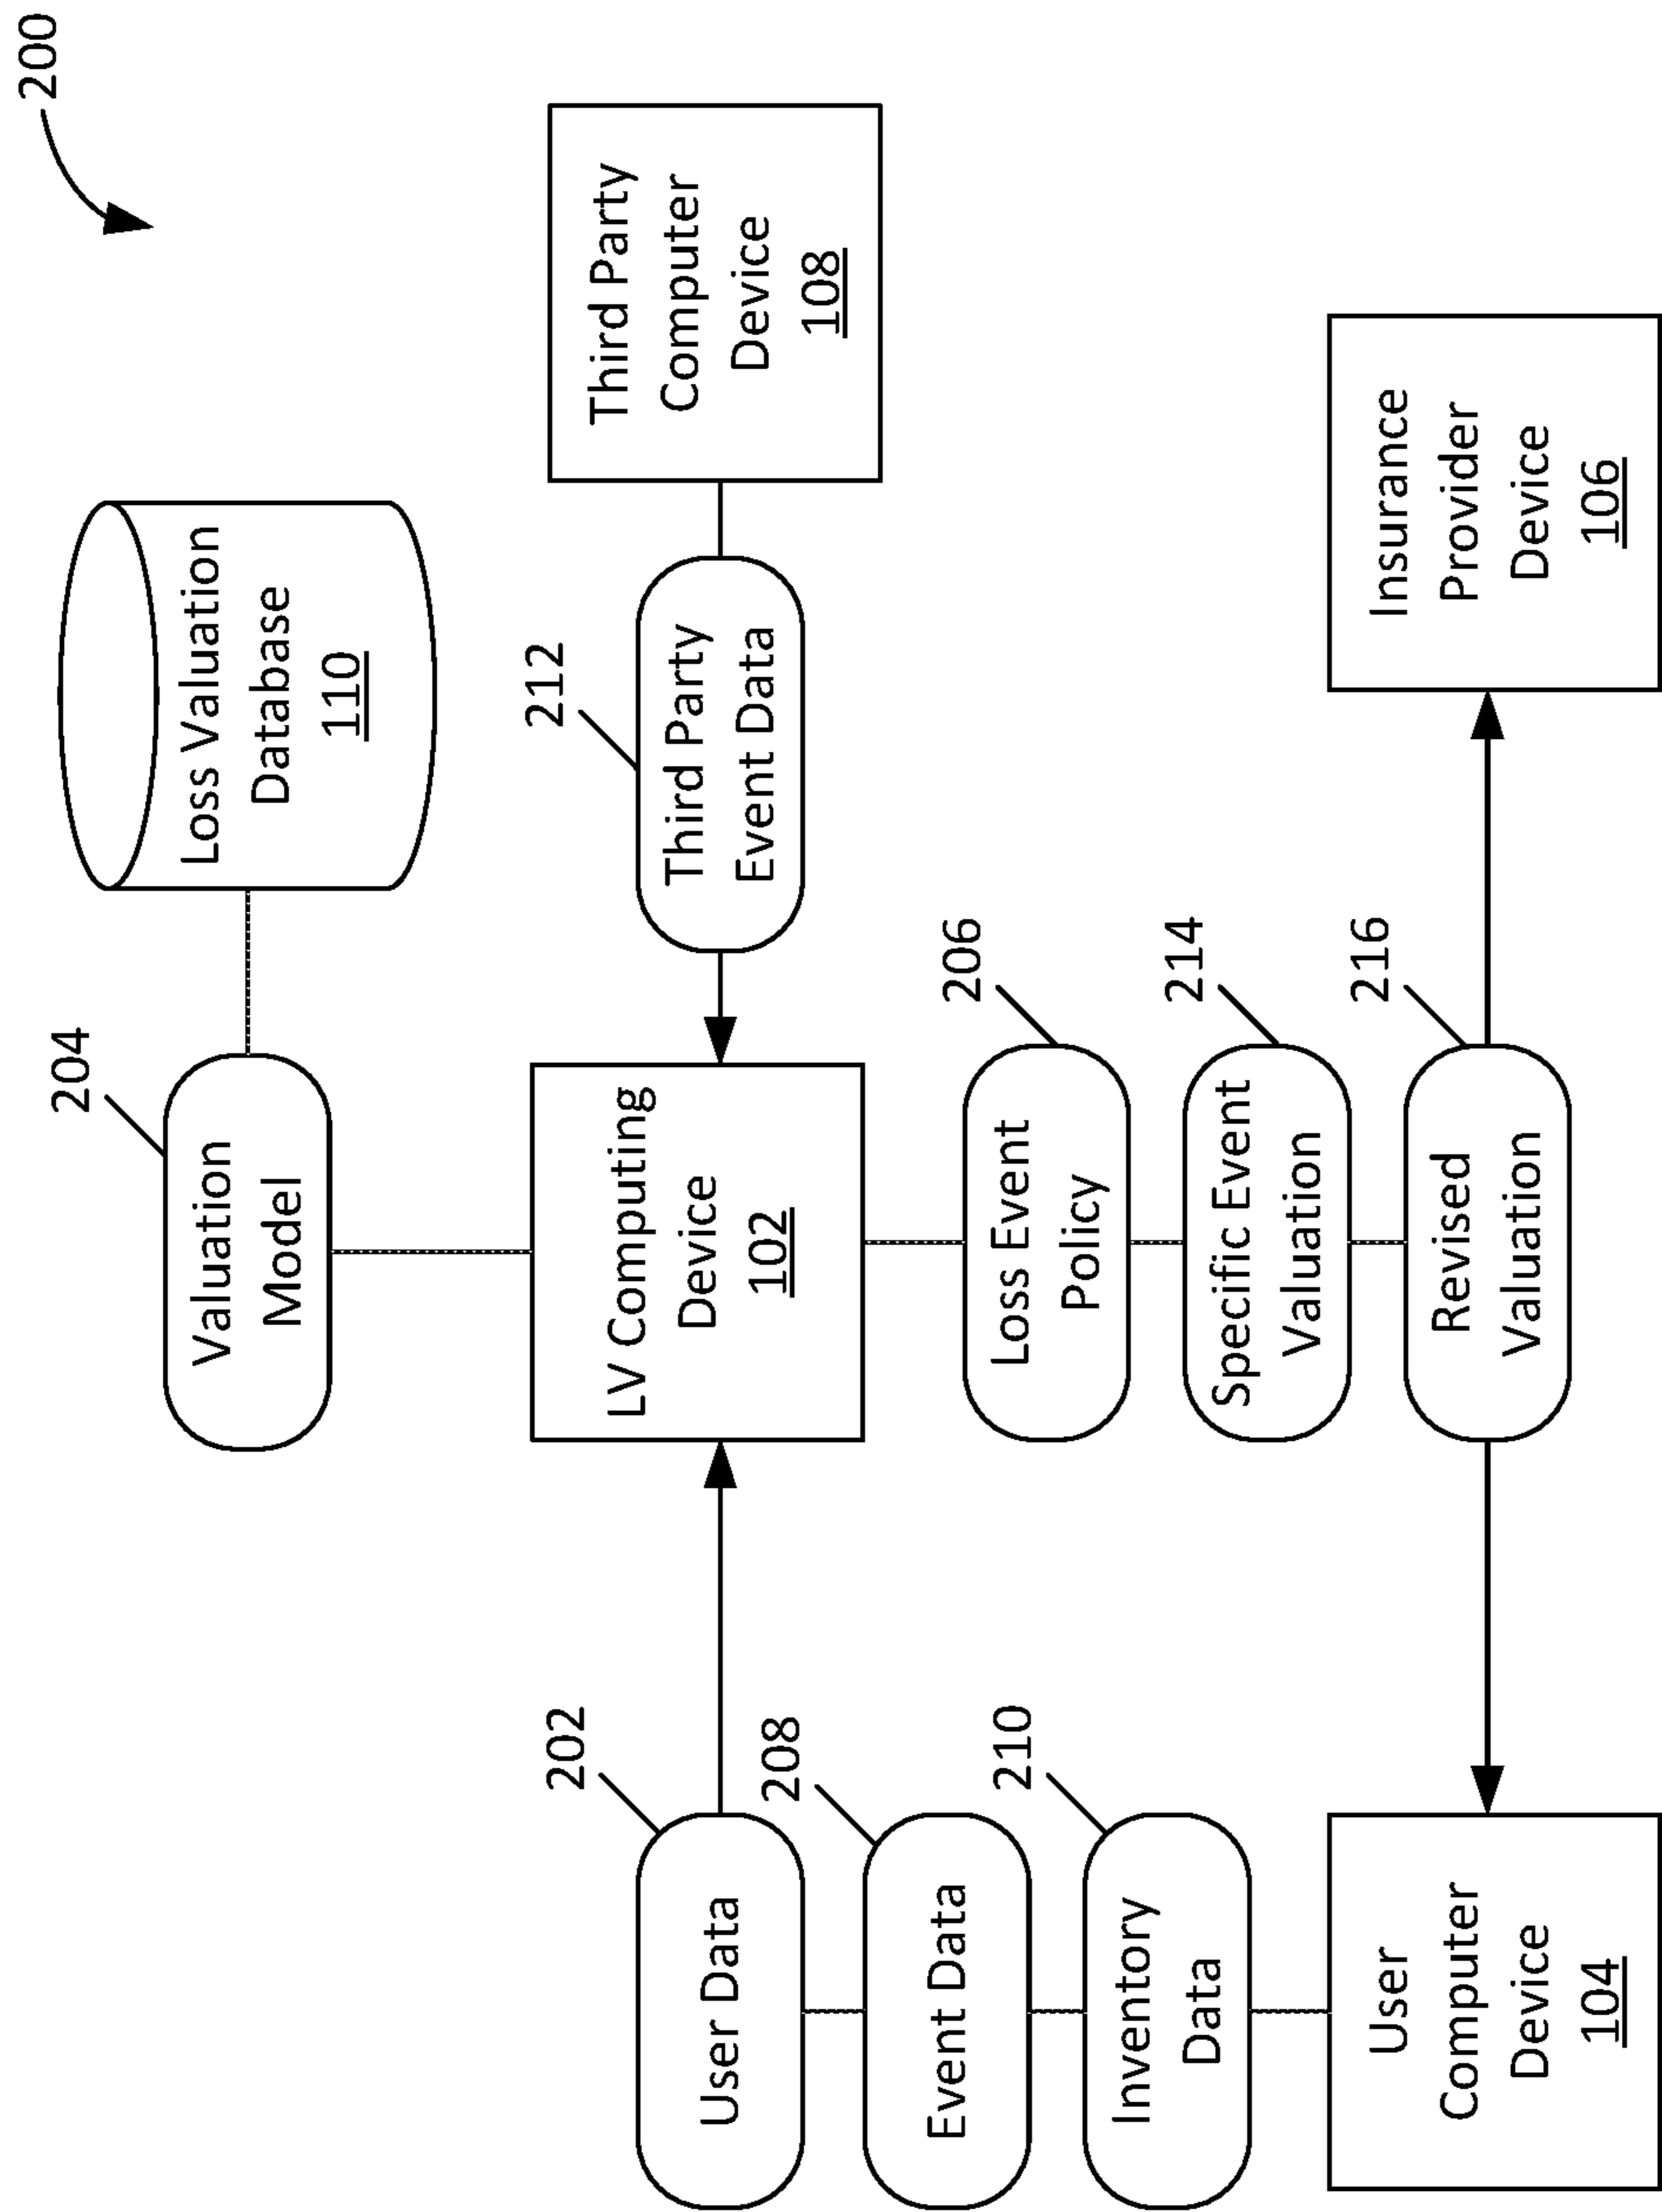 200
204
Valuation
Model
Loss Valuation
Database
110
202
User Data
LV Computing
Device
102
212
Third Party
Event Data
Third Party
Computer
Device
108
208
Event Data
206
Loss Event
Policy
210
Inventory
Data
214
Specific Event
Valuation
216
Revised
Valuation
User
Computer
Device
104
Insurance
Provider
Device
106